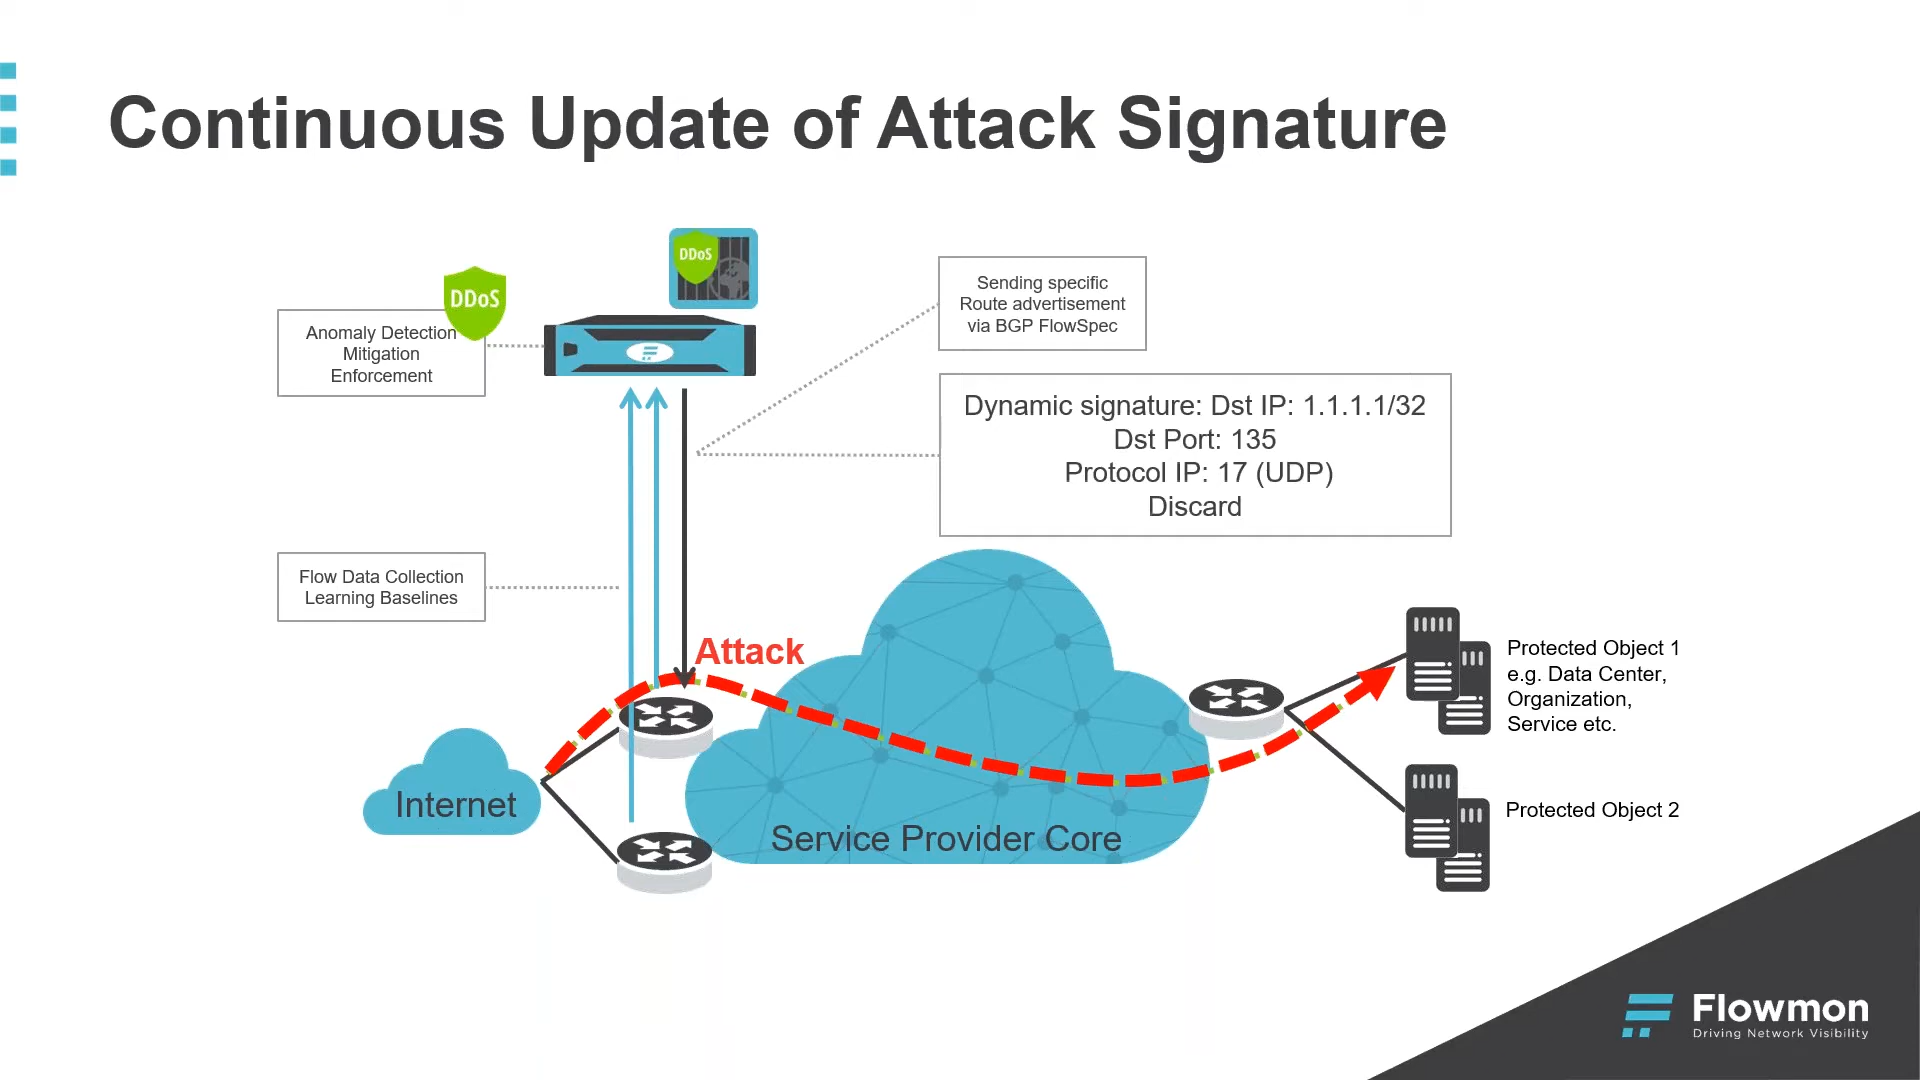 Continuous Update of Attack Signature
DDoS
DDoS
Anomaly Detection
Mitigation
Enforcement
Sending specific
Route advertisement
via BGP FlowSpec
Dynamic signature: Dst IP: 1.1.1.1/32
Dst Port: 135
Protocol IP: 17 (UDP)
Discard
Flow Data Collection
Learning Baselines
Attack
Internet
Service Provider Core
Protected Object 1
e.g. Data Center,
Organization,
Service etc.
Protected Object 2
Flowmon
Driving Network Visibility